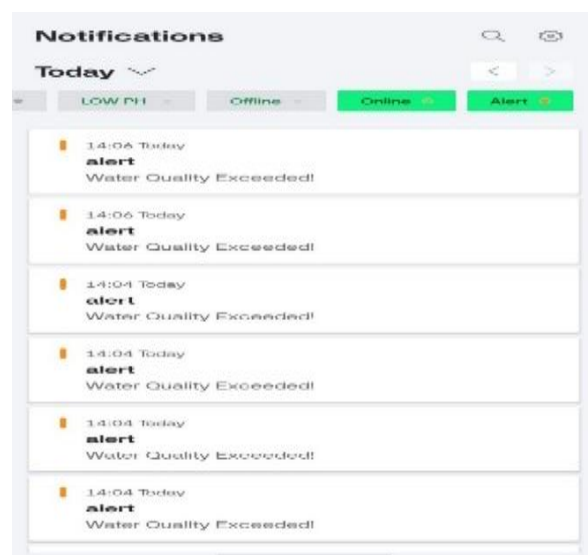 Notifications
Today
LOW PH Offline Online Alert
14:06 Today
alert
Water Quality Exceeded!
14:06 Today
alert
Water Quality Exceeded!
14:04 Today
alert
Water Quality Exceeded!
14:04 Today
alert
Water Quality Exceeded!
14:04 Today
alert
Water Quality Exceeded!
14:04 Today
alert
Water Quality Exceeded!